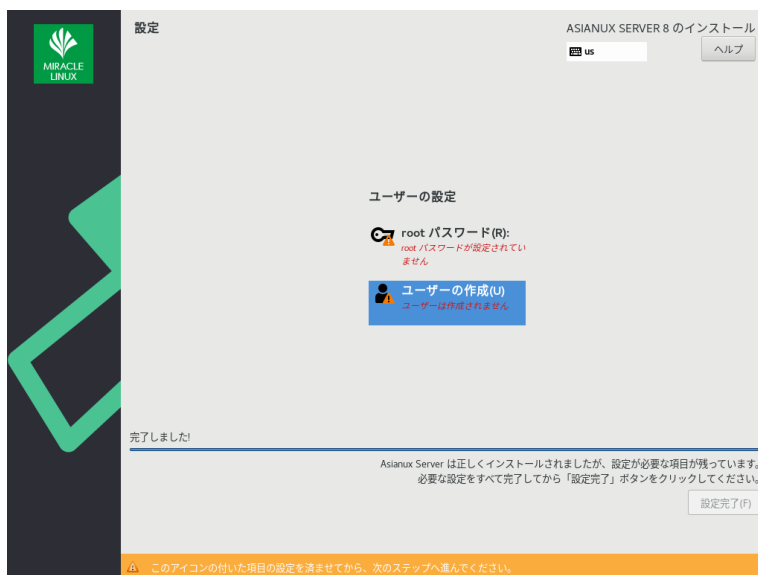 MIRACLE
LINUX
設定
ASIANUX SERVER 8 のインストール
us
ヘルプ
ユーザーの設定
root パスワード(R):
root パスワードが設定されてい
ません
ユーザーの作成(U)
ユーザーは作成されません
完了しました!
Asianux Server は正しくインストールされましたが、設定が必要な項目が残っています。
必要な設定をすべて完了してから「設定完了」ボタンをクリックしてください。
設定完了(F)
このアイコンの付いた項目の設定を済ませてから、次のステップへ進んでください。